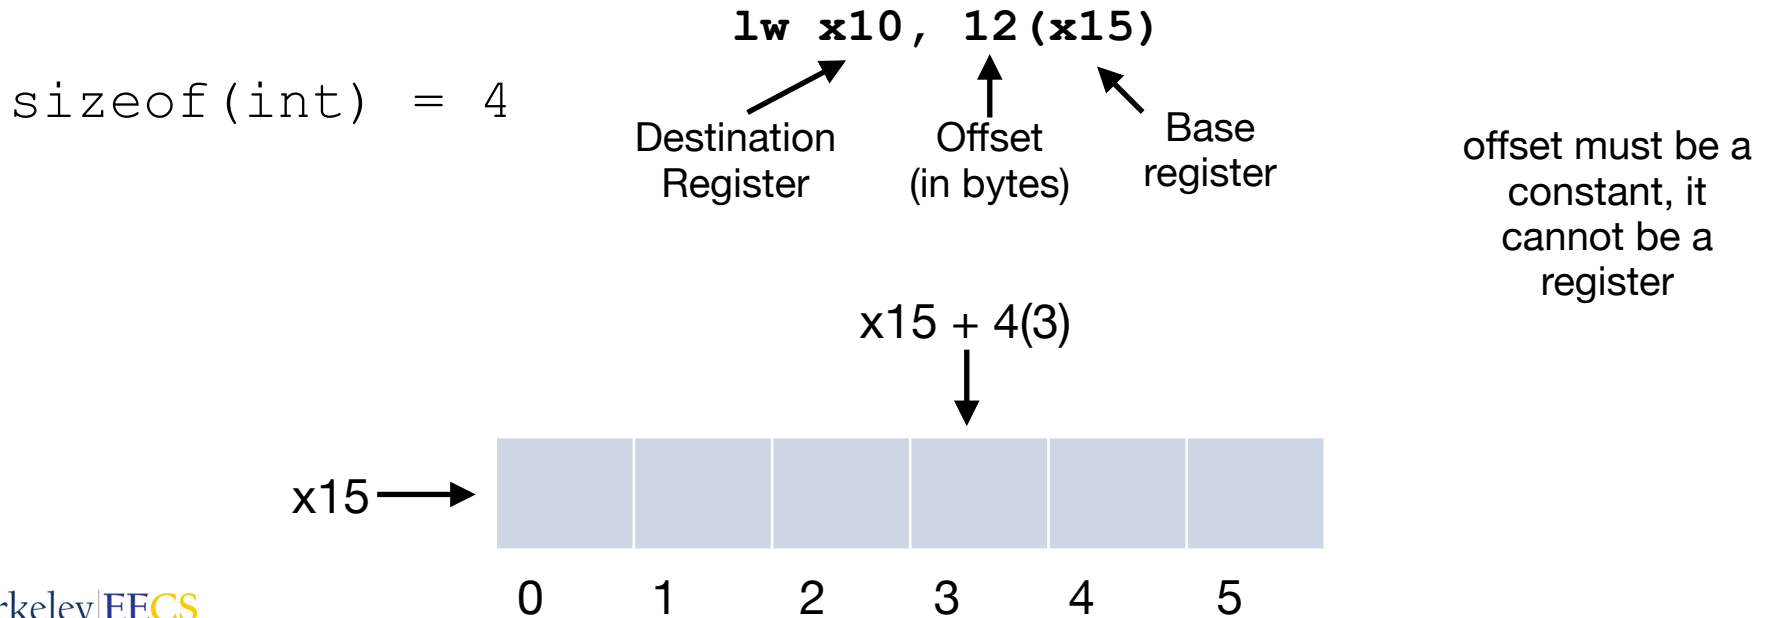 lw x10, 12(x15)
sizeof(int) = 4
Destination
Register
Offset
(in bytes)
Base
register
offset must be a
constant, it
cannot be a
register
x15 + 4(3)
x15
0 1 2 3 4 5
rkeley|EECS